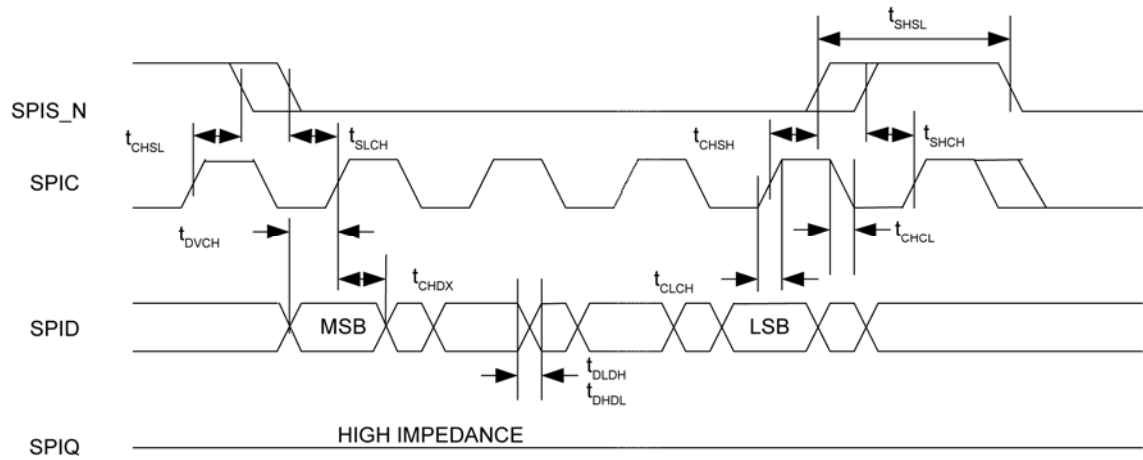 tSHSL
SPIS_N
tCHSL
tSLCH
tCHSH
tSHCH
SPIC
tDVCH
tCHCL
tCHDX
tCLCH
SPID
MSB
LSB
tDLDH
tDHDL
HIGH IMPEDANCE
SPIQ